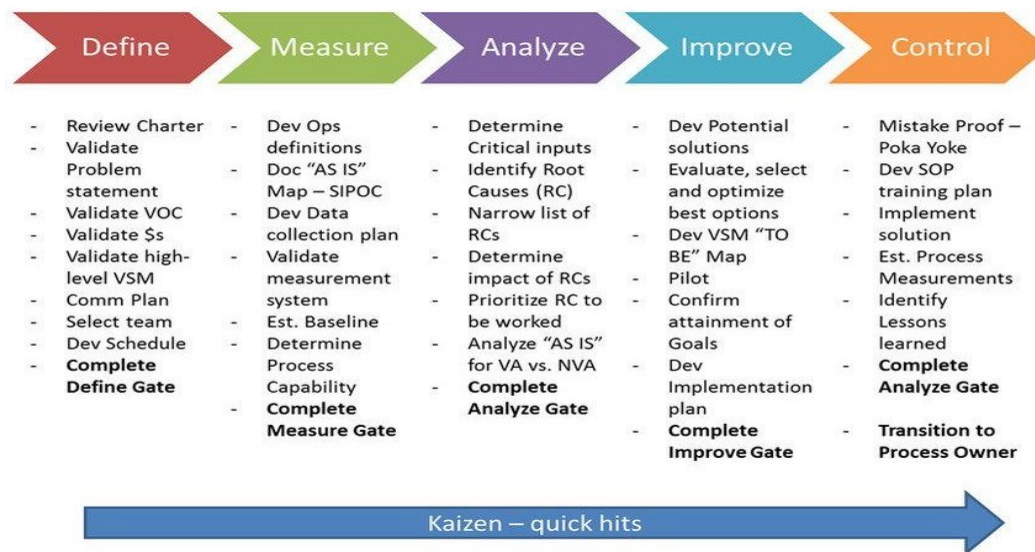 Define
Measure
Analyze
Improve
Control
- Review Charter
- Validate
Problem
statement
- Validate VOC
- Validate $s
- Validate high-
level VSM
- Comm Plan
- Select team
- Dev Schedule
- Complete
Define Gate
- Dev Ops
definitions
- Doc “AS IS”
Map – SIPOC
- Dev Data
collection plan
- Validate
measurement
system
- Est. Baseline
- Determine
Process
Capability
- Complete
Measure Gate
- Determine
Critical inputs
- Identify Root
Causes (RC)
- Narrow list of
RCs
- Determine
impact of RCs
- Prioritize RC to
be worked
- Analyze “AS IS”
for VA vs. NVA
- Complete
Analyze Gate
- Dev Potential
solutions
- Evaluate, select
and optimize
best options
- Dev VSM “TO
BE” Map
- Pilot
- Confirm
attainment of
Goals
- Dev
Implementation
plan
- Complete
Improve Gate
- Mistake Proof –
Poka Yoke
- Dev SOP
training plan
- Implement
solution
- Est. Process
Measurements
- Identify
Lessons
learned
- Complete
Analyze Gate
- Transition to
Process Owner
Kaizen – quick hits